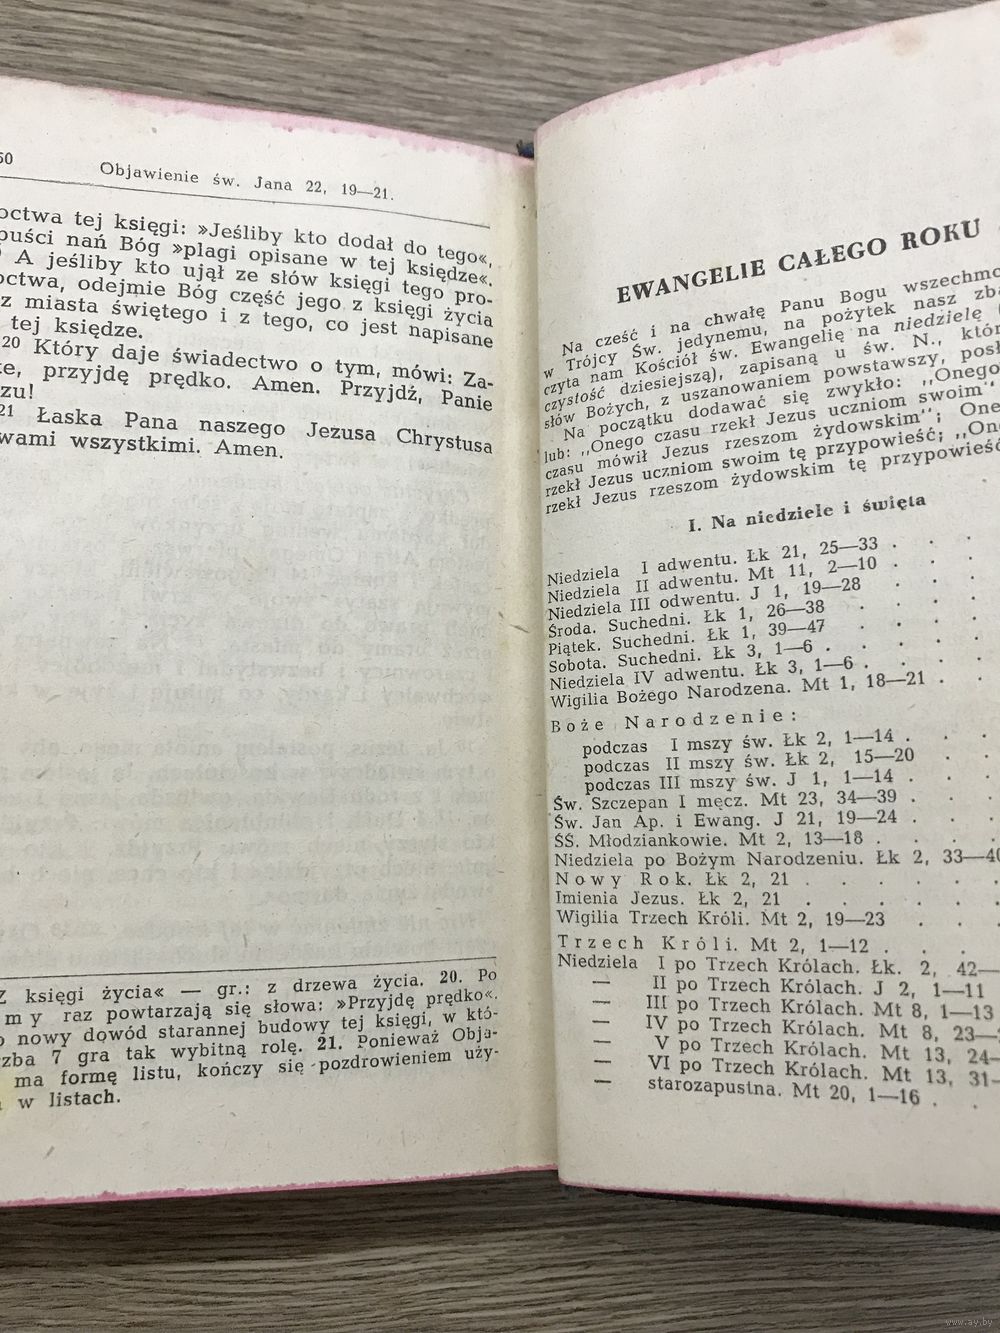 50
Objawienie św. Jana 22, 19—21.
octwa tej księgi: »Jeśliby kto dodał do tego«,
puści nań Bóg »plagi opisane w tej księdze«.
A jeśliby kto ujął ze słów księgi tego pro-
octwa, odejmie Bóg część jego z księgi życia
z miasta świętego i z tego, co jest napisane
tej księdze.
20 Który daje świadectwo o tym, mówi: Za-
te, przyjdę prędko. Amen. Przyjdź, Panie
zu!
21 Łaska Pana naszego Jezusa Chrystusa
wami wszystkimi. Amen.
Z księgi życia« — gr.: z drzewa życia. 20. Po
my raz powtarzają się słowa: »Przyjdę prędko«.
o nowy dowód starannej budowy tej księgi, w któ-
zba 7 gra tak wybitną rolę. 21. Ponieważ Obja-
ma formę listu, kończy się pozdrowieniem uży-
w listach.
EWANGELIE CAŁEGO ROKU
Na cześć i na chwałę Panu Bogu wszechmo
w Trójcy Św. jedynemu, na pożytek nasz zba
czyta nam Kościół św. Ewangelię na niedzielę (
czystość dziesiejszą), zapisaną u św. N., któr
słów Bożych, z uszanowaniem powstawszy, posł
Na początku dodawać się zwykło: ,,Onego
lub: ,,Onego czasu rzekł Jezus uczniom swoim"
czasu mówił Jezus rzeszom żydowskim"; One
rzekł Jezus uczniom swoim tę przypowieść; ,,On
rzekł Jezus rzeszom żydowskim tę przypowieść
I. Na niedziele i święta
Niedziela I adwentu. Łk 21, 25—33 . . .
Niedziela II adwentu. Mt 11, 2—10 . . .
Niedziela III odwentu. J 1, 19—28 . . .
Środa. Suchedni. Łk 1, 26—38 . . .
Piątek. Suchedni. Łk 1, 39—47 . . .
Sobota. Suchedni. Łk 3, 1—6 . . . .
Niedziela IV adwentu. Łk 3, 1—6 . . . .
Wigilia Bożego Narodzena. Mt 1, 18—21 . .
Boże Narodzenie:
podczas I mszy św. Łk 2, 1—14 . . .
podczas II mszy św. Łk 2, 15—20 . .
podczas III mszy św. J 1, 1—14 . . .
Św. Szczepan I męcz. Mt 23, 34—39 . . .
Św. Jan Ap. i Ewang. J 21, 19—24 . . .
ŚŚ. Młodziankowie. Mt 2, 13—18 . . . .
Niedziela po Bożym Narodzeniu. Łk 2, 33—40
Nowy Rok. Łk 2, 21 . . . . . .
Imienia Jezus. Łk 2, 21 . . . . . .
Wigilia Trzech Króli. Mt 2, 19—23 . . .
Trzech Króli. Mt 2, 1—12 . . . .
Niedziela I po Trzech Królach. Łk. 2, 42—
— II po Trzech Królach. J 2, 1—11
— III po Trzech Królach. Mt 8, 1—13
— IV po Trzech Królach. Mt 8, 23—
— V po Trzech Królach. Mt 13, 24—
— VI po Trzech Królach. Mt 13, 31—
— starozapustna. Mt 20, 1—16 . .
www.ay.by